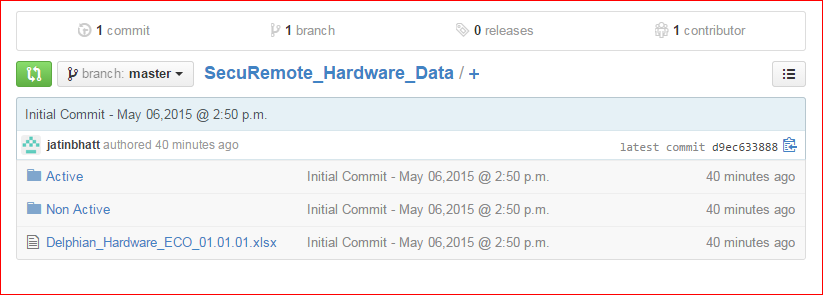 1 commit 1 branch 0 releases 1 contributor
branch: master SecuRemote_Hardware_Data / +
Initial Commit - May 06,2015 @ 2:50 p.m.
jatinbhatt authored 40 minutes ago latest commit d9ec633888
Active Initial Commit - May 06,2015 @ 2:50 p.m. 40 minutes ago
Non Active Initial Commit - May 06,2015 @ 2:50 p.m. 40 minutes ago
Delphian_Hardware_ECO_01.01.01.xlsx Initial Commit - May 06,2015 @ 2:50 p.m. 40 minutes ago